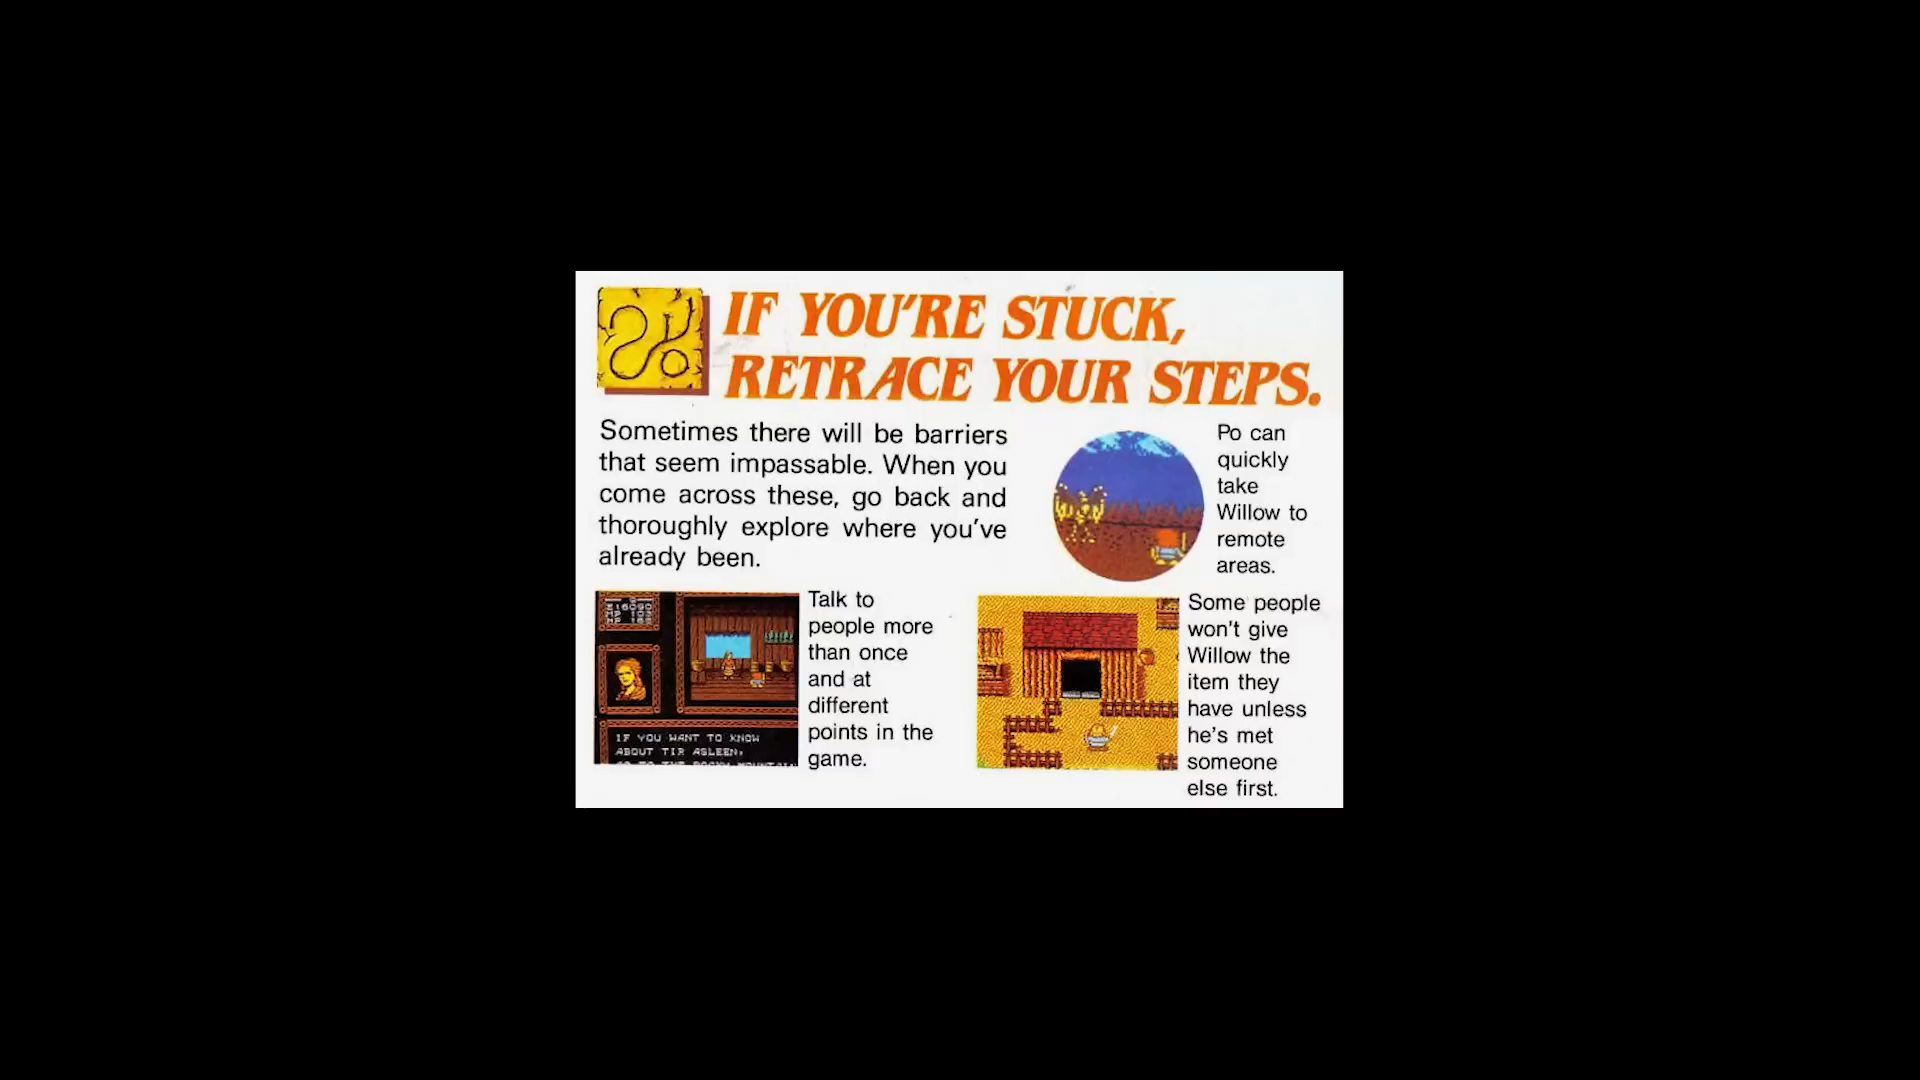 IF YOU'RE STUCK,
RETRACE YOUR STEPS.
Sometimes there will be barriers
that seem impassable. When you
come across these, go back and
thoroughly explore where you've
already been.
Po can
quickly
take
Willow to
remote
areas.
Talk to
people more
than once
and at
different
points in the
game.
IF YOU WANT TO KNOW
ABOUT TIR ASLEEN,
Some people
won't give
Willow the
item they
have unless
he's met
someone
else first.